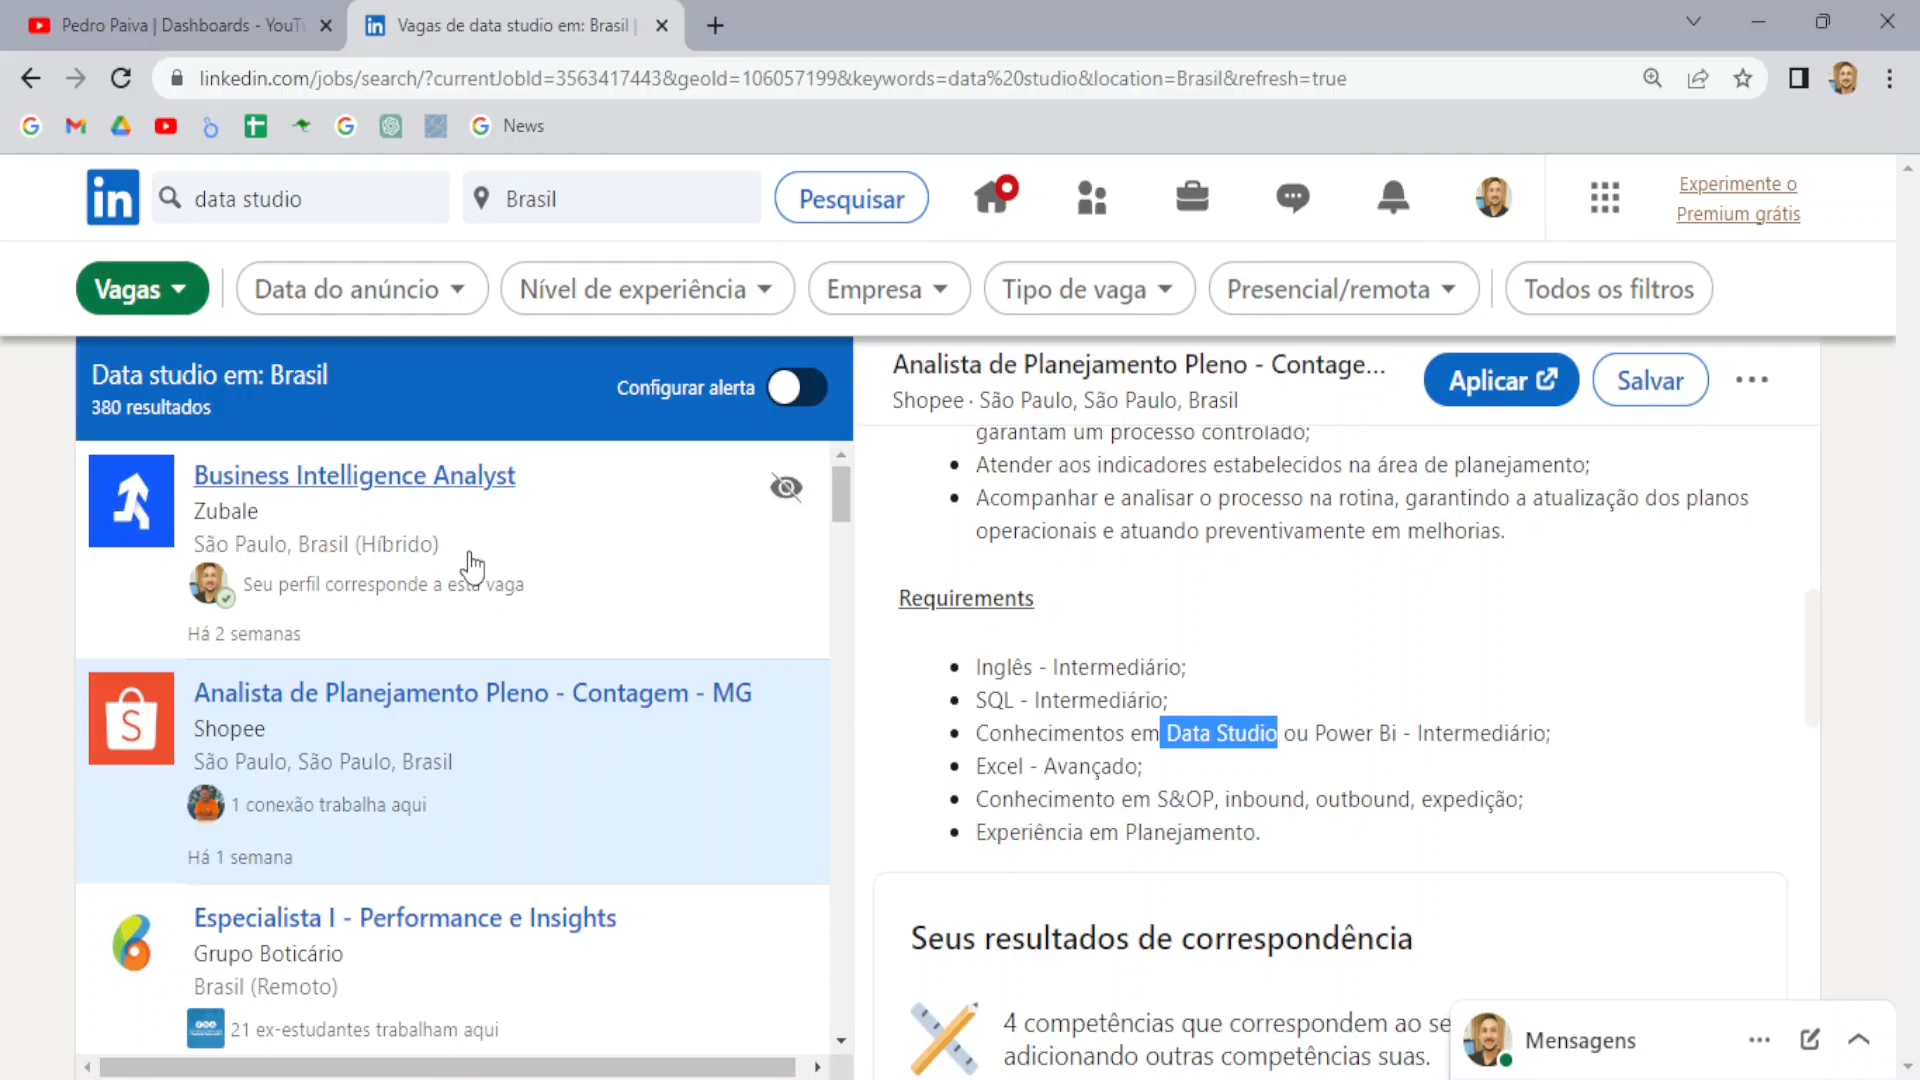 Pedro Paiva | Dashboards - YouT
Vagas de data studio em: Brasil |
linkedin.com/jobs/search/?currentJobId=3563417443&geoId=106057199&keywords=data%20studio&location=Brasil&refresh=true
News
in
data studio
Brasil
Pesquisar
Experimente o
Premium grátis
Vagas
Data do anúncio
Nível de experiência
Empresa
Tipo de vaga
Presencial/remota
Todos os filtros
Data studio em: Brasil
380 resultados
Configurar alerta
Business Intelligence Analyst
Zubale
São Paulo, Brasil (Híbrido)
Seu perfil corresponde a esta vaga
Há 2 semanas
Analista de Planejamento Pleno - Contagem - MG
Shopee
São Paulo, São Paulo, Brasil
1 conexão trabalha aqui
Há 1 semana
Especialista I - Performance e Insights
Grupo Boticário
Brasil (Remoto)
21 ex-estudantes trabalham aqui
Analista de Planejamento Pleno - Contage...
Shopee · São Paulo, São Paulo, Brasil
Aplicar
Salvar
garantam um processo controlado;
Atender aos indicadores estabelecidos na área de planejamento;
Acompanhar e analisar o processo na rotina, garantindo a atualização dos planos
operacionais e atuando preventivamente em melhorias.
Requirements
Inglês - Intermediário;
SQL - Intermediário;
Conhecimentos em Data Studio ou Power Bi - Intermediário;
Excel - Avançado;
Conhecimento em S&OP, inbound, outbound, expedição;
Experiência em Planejamento.
Seus resultados de correspondência
4 competências que correspondem ao se
adicionando outras competências suas.
Mensagens